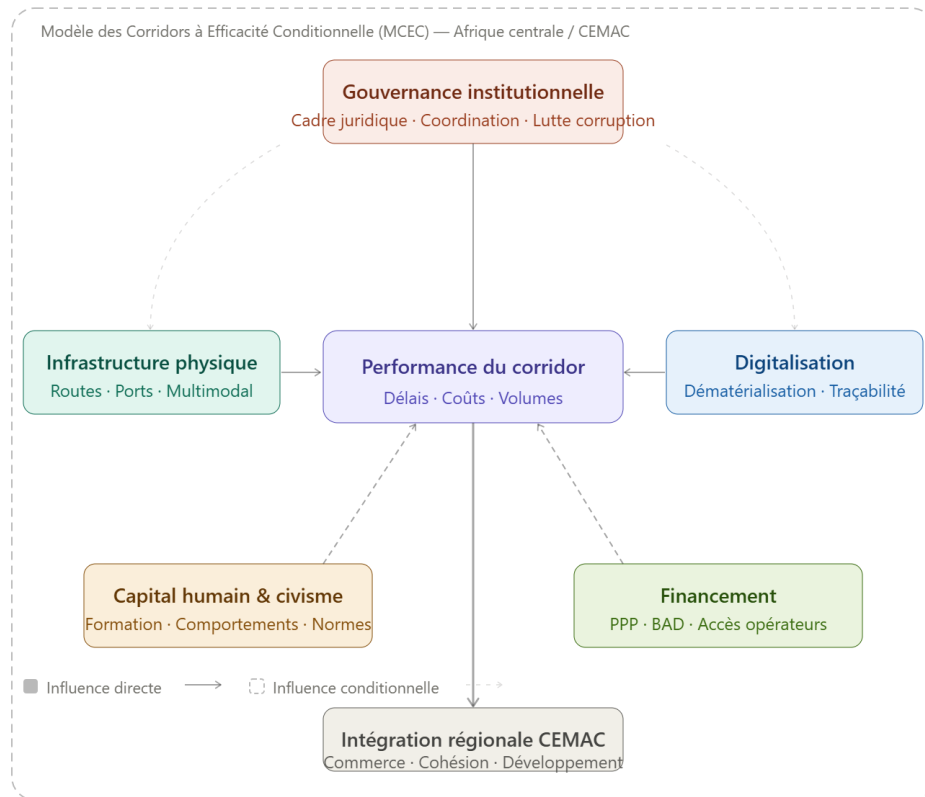 Modèle des Corridors à Efficacité Conditionnelle (MCEC) — Afrique centrale / CEMAC
Gouvernance institutionnelle
Cadre juridique · Coordination · Lutte corruption
Infrastructure physique
Routes · Ports · Multimodal
Performance du corridor
Délais · Coûts · Volumes
Digitalisation
Dématérialisation · Traçabilité
Capital humain & civisme
Formation · Comportements · Normes
Financement
PPP · BAD · Accès opérateurs
Influence directe
Influence conditionnelle
Intégration régionale CEMAC
Commerce · Cohésion · Développement